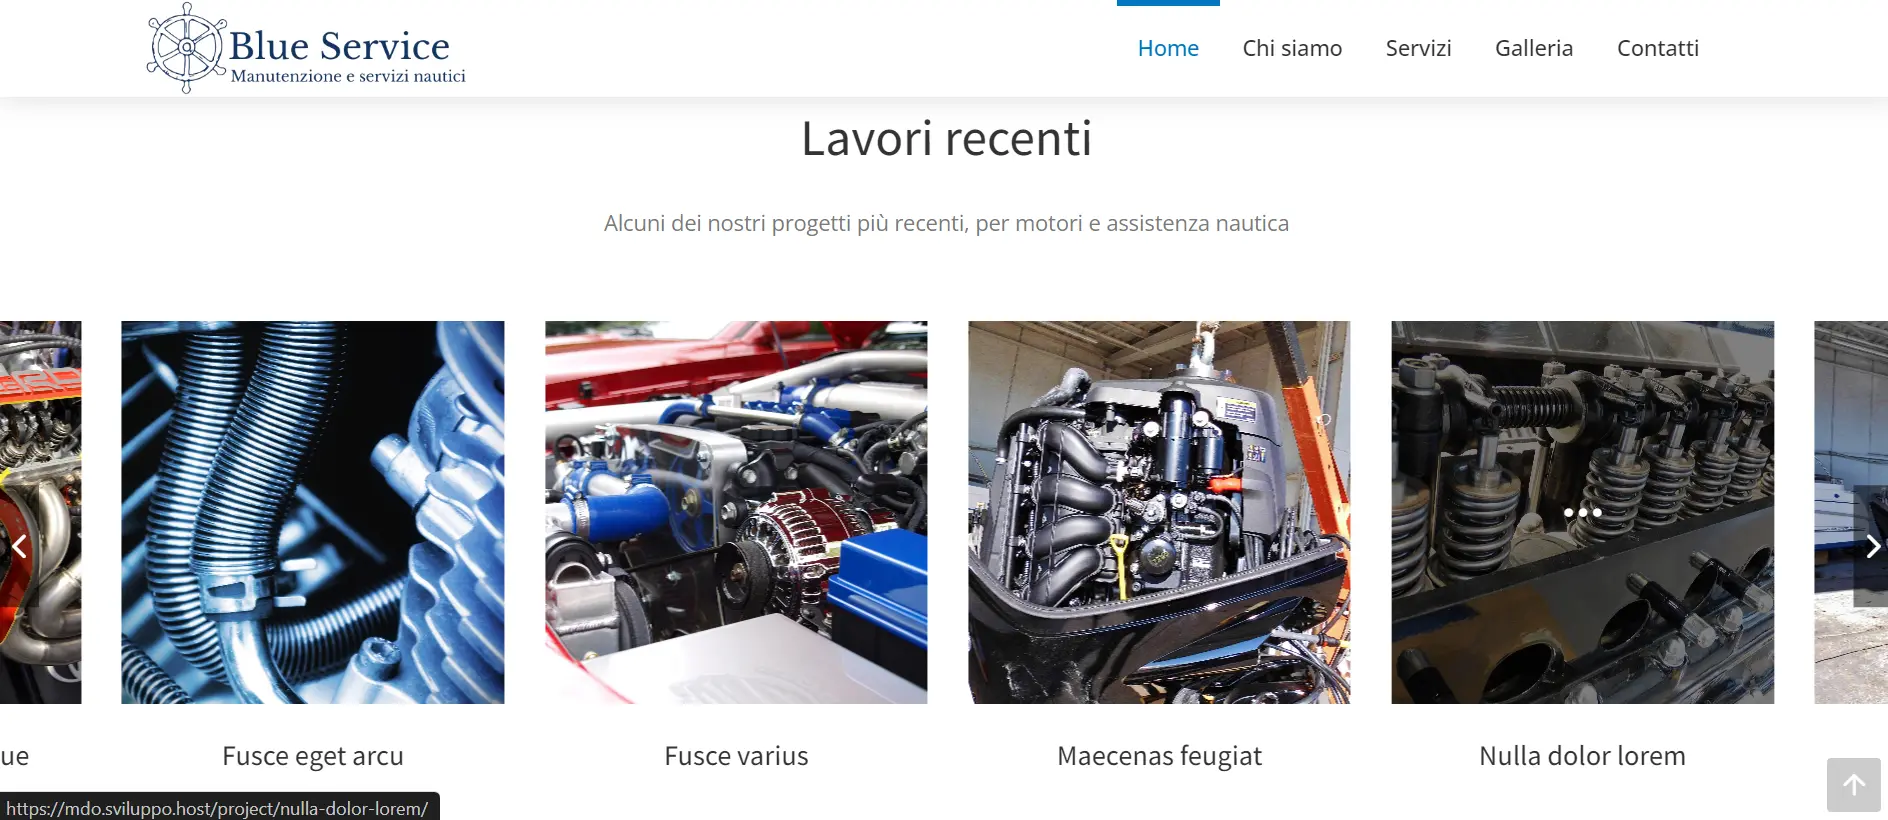 Blue Service
Manutenzione e servizi nautici
Home
Chi siamo
Servizi
Galleria
Contatti
Lavori recenti
Alcuni dei nostri progetti più recenti, per motori e assistenza nautica
ue
Fusce eget arcu
Fusce varius
Maecenas feugiat
Nulla dolor lorem
https://mdo.sviluppo.host/project/nulla-dolor-lorem/